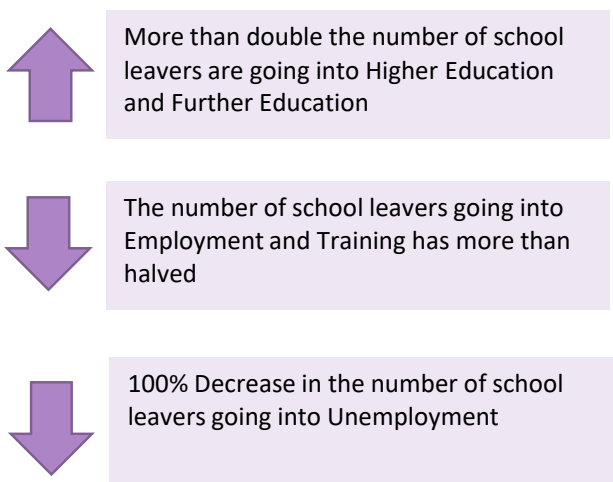 More than double the number of school
leavers are going into Higher Education
and Further Education
The number of school leavers going into
Employment and Training has more than
halved
100% Decrease in the number of school
leavers going into Unemployment